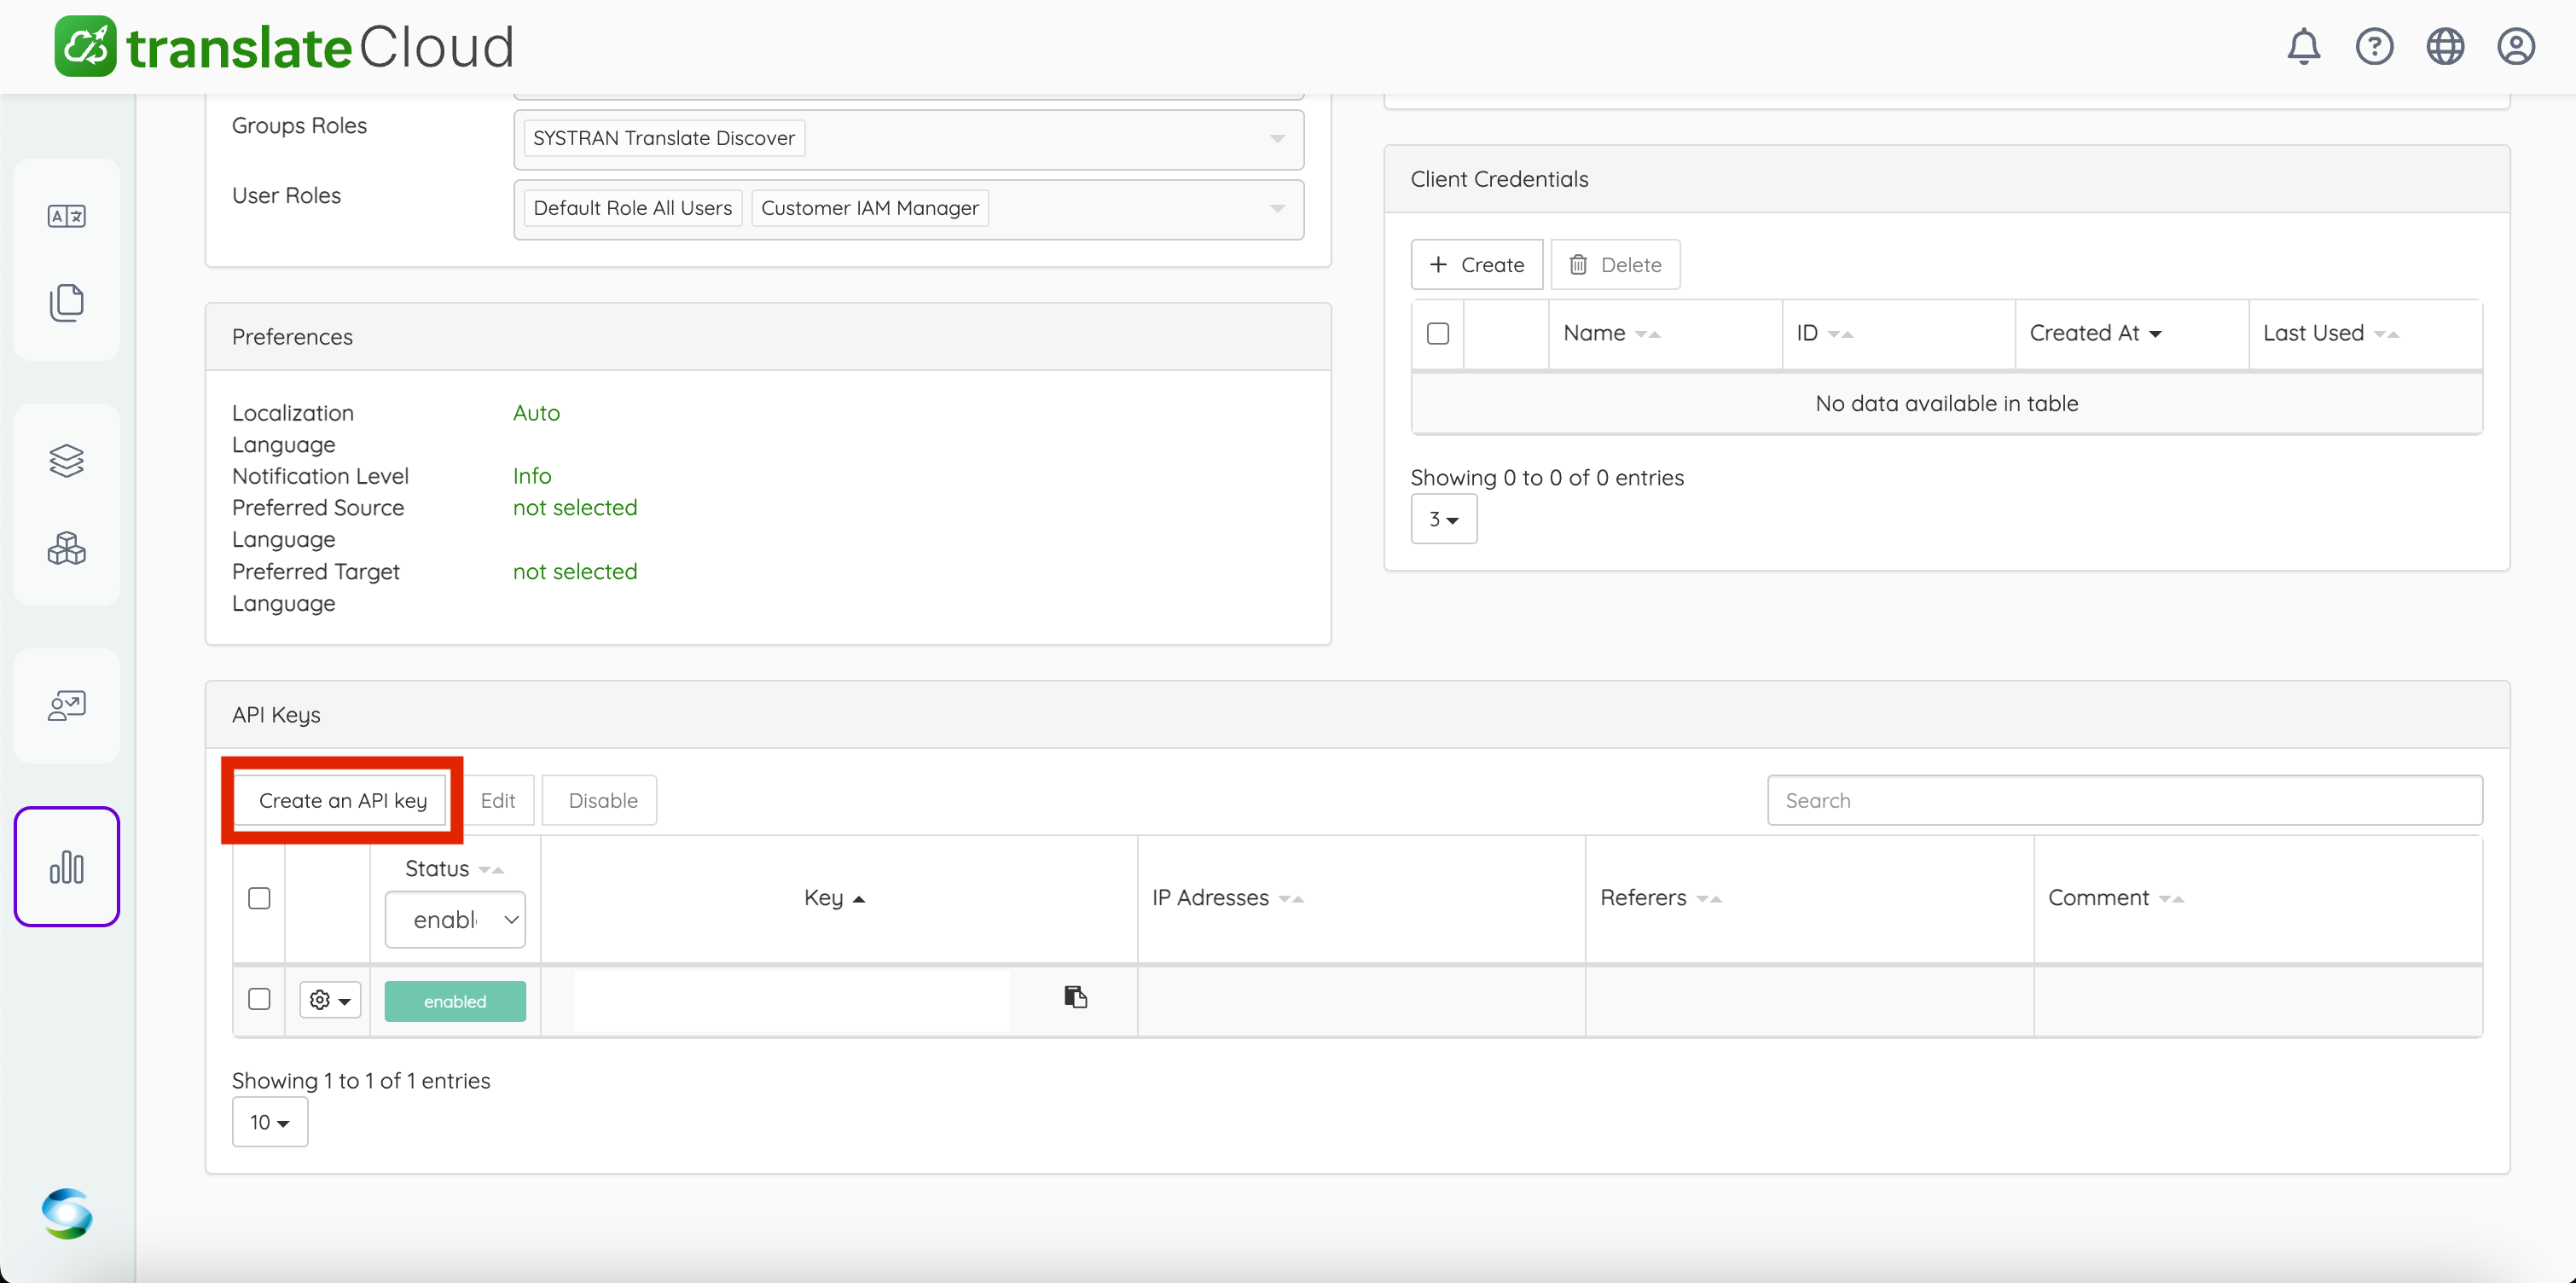 translate Cloud
Groups Roles
SYSTRAN Translate Discover
User Roles
Default Role All Users
Customer IAM Manager
Preferences
Localization Language
Auto
Notification Level
Info
Preferred Source Language
not selected
Preferred Target Language
not selected
Client Credentials
+ Create
Delete
Name
ID
Created At
Last Used
No data available in table
Showing 0 to 0 of 0 entries
3
API Keys
Create an API key
Edit
Disable
Search
Status
enabl
Key
IP Adresses
Referers
Comment
enabled
Showing 1 to 1 of 1 entries
10